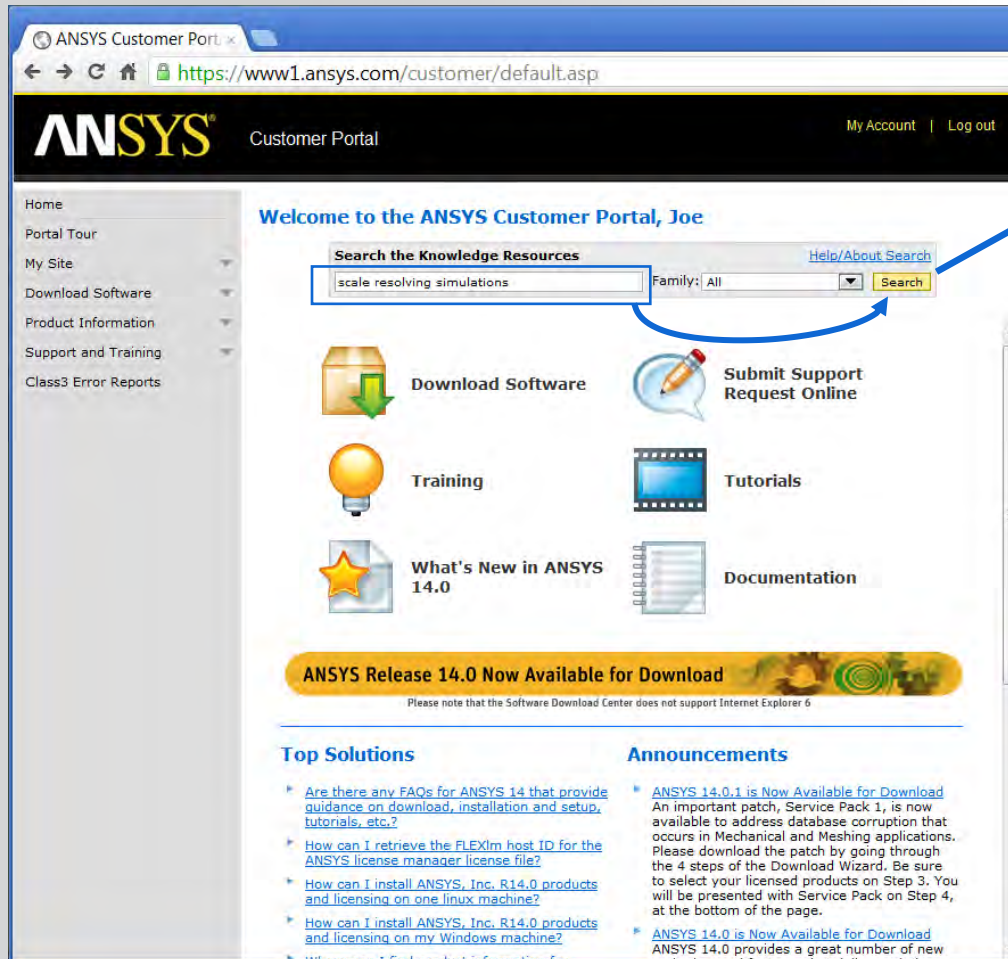 ANSYS Customer Port
https://www1.ansys.com/customer/default.asp
ANSYS® Customer Portal
My Account | Log out
Home
Portal Tour
My Site
Download Software
Product Information
Support and Training
Class3 Error Reports
Welcome to the ANSYS Customer Portal, Joe
Search the Knowledge Resources
Help/About Search
scale resolving simulations
Family: All
Search
Download Software
Submit Support
Request Online
Training
Tutorials
What's New in ANSYS
14.0
Documentation
ANSYS Release 14.0 Now Available for Download
Please note that the Software Download Center does not support Internet Explorer 6
Top Solutions
Are there any FAQs for ANSYS 14 that provide
guidance on download, installation and setup,
tutorials, etc.?
How can I retrieve the FLEXlm host ID for the
ANSYS license manager license file?
How can I install ANSYS, Inc. R14.0 products
and licensing on one linux machine?
How can I install ANSYS, Inc. R14.0 products
and licensing on my Windows machine?
Announcements
ANSYS 14.0.1 is Now Available for Download
An important patch, Service Pack 1, is now
available to address database corruption that
occurs in Mechanical and Meshing applications.
Please download the patch by going through
the 4 steps of the Download Wizard. Be sure
to select your licensed products on Step 3. You
will be presented with Service Pack on Step 4,
at the bottom of the page.
ANSYS 14.0 is Now Available for Download
ANSYS 14.0 provides a great number of new